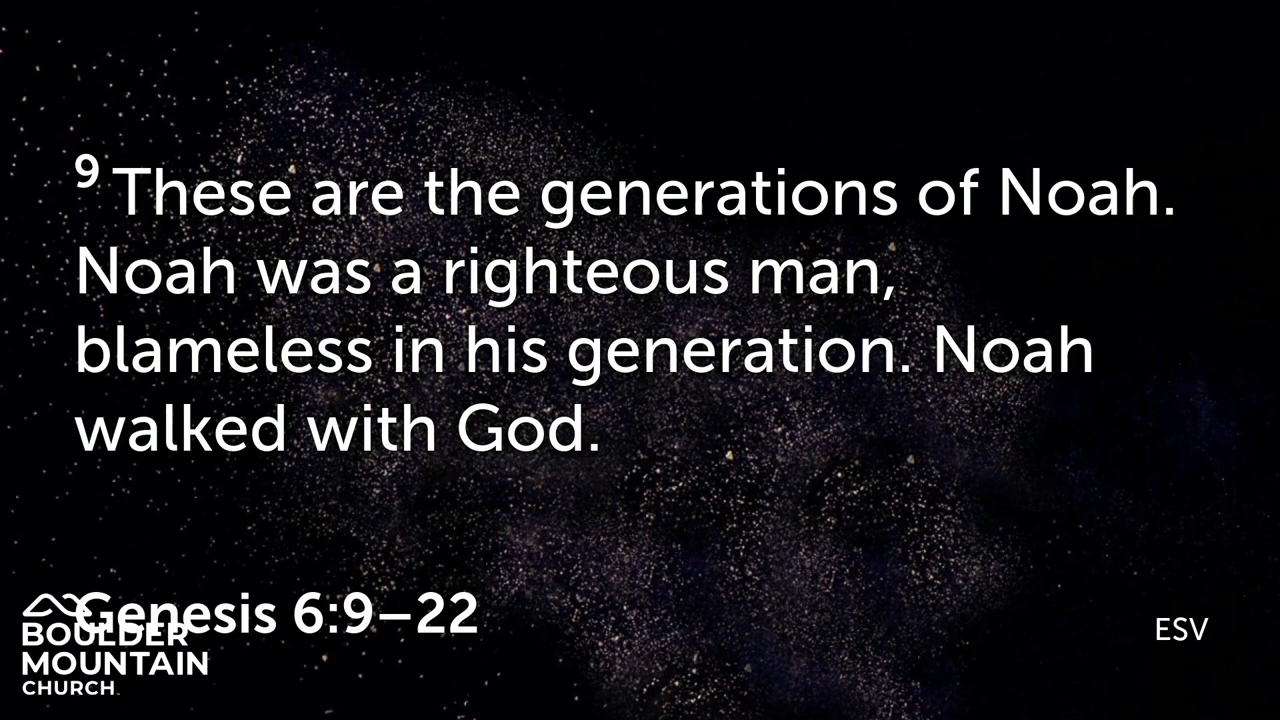 9 These are the generations of Noah.
Noah was a righteous man,
blameless in his generation. Noah
walked with God.
Genesis 6:9–22
ESV
BOULDER
MOUNTAIN
CHURCH